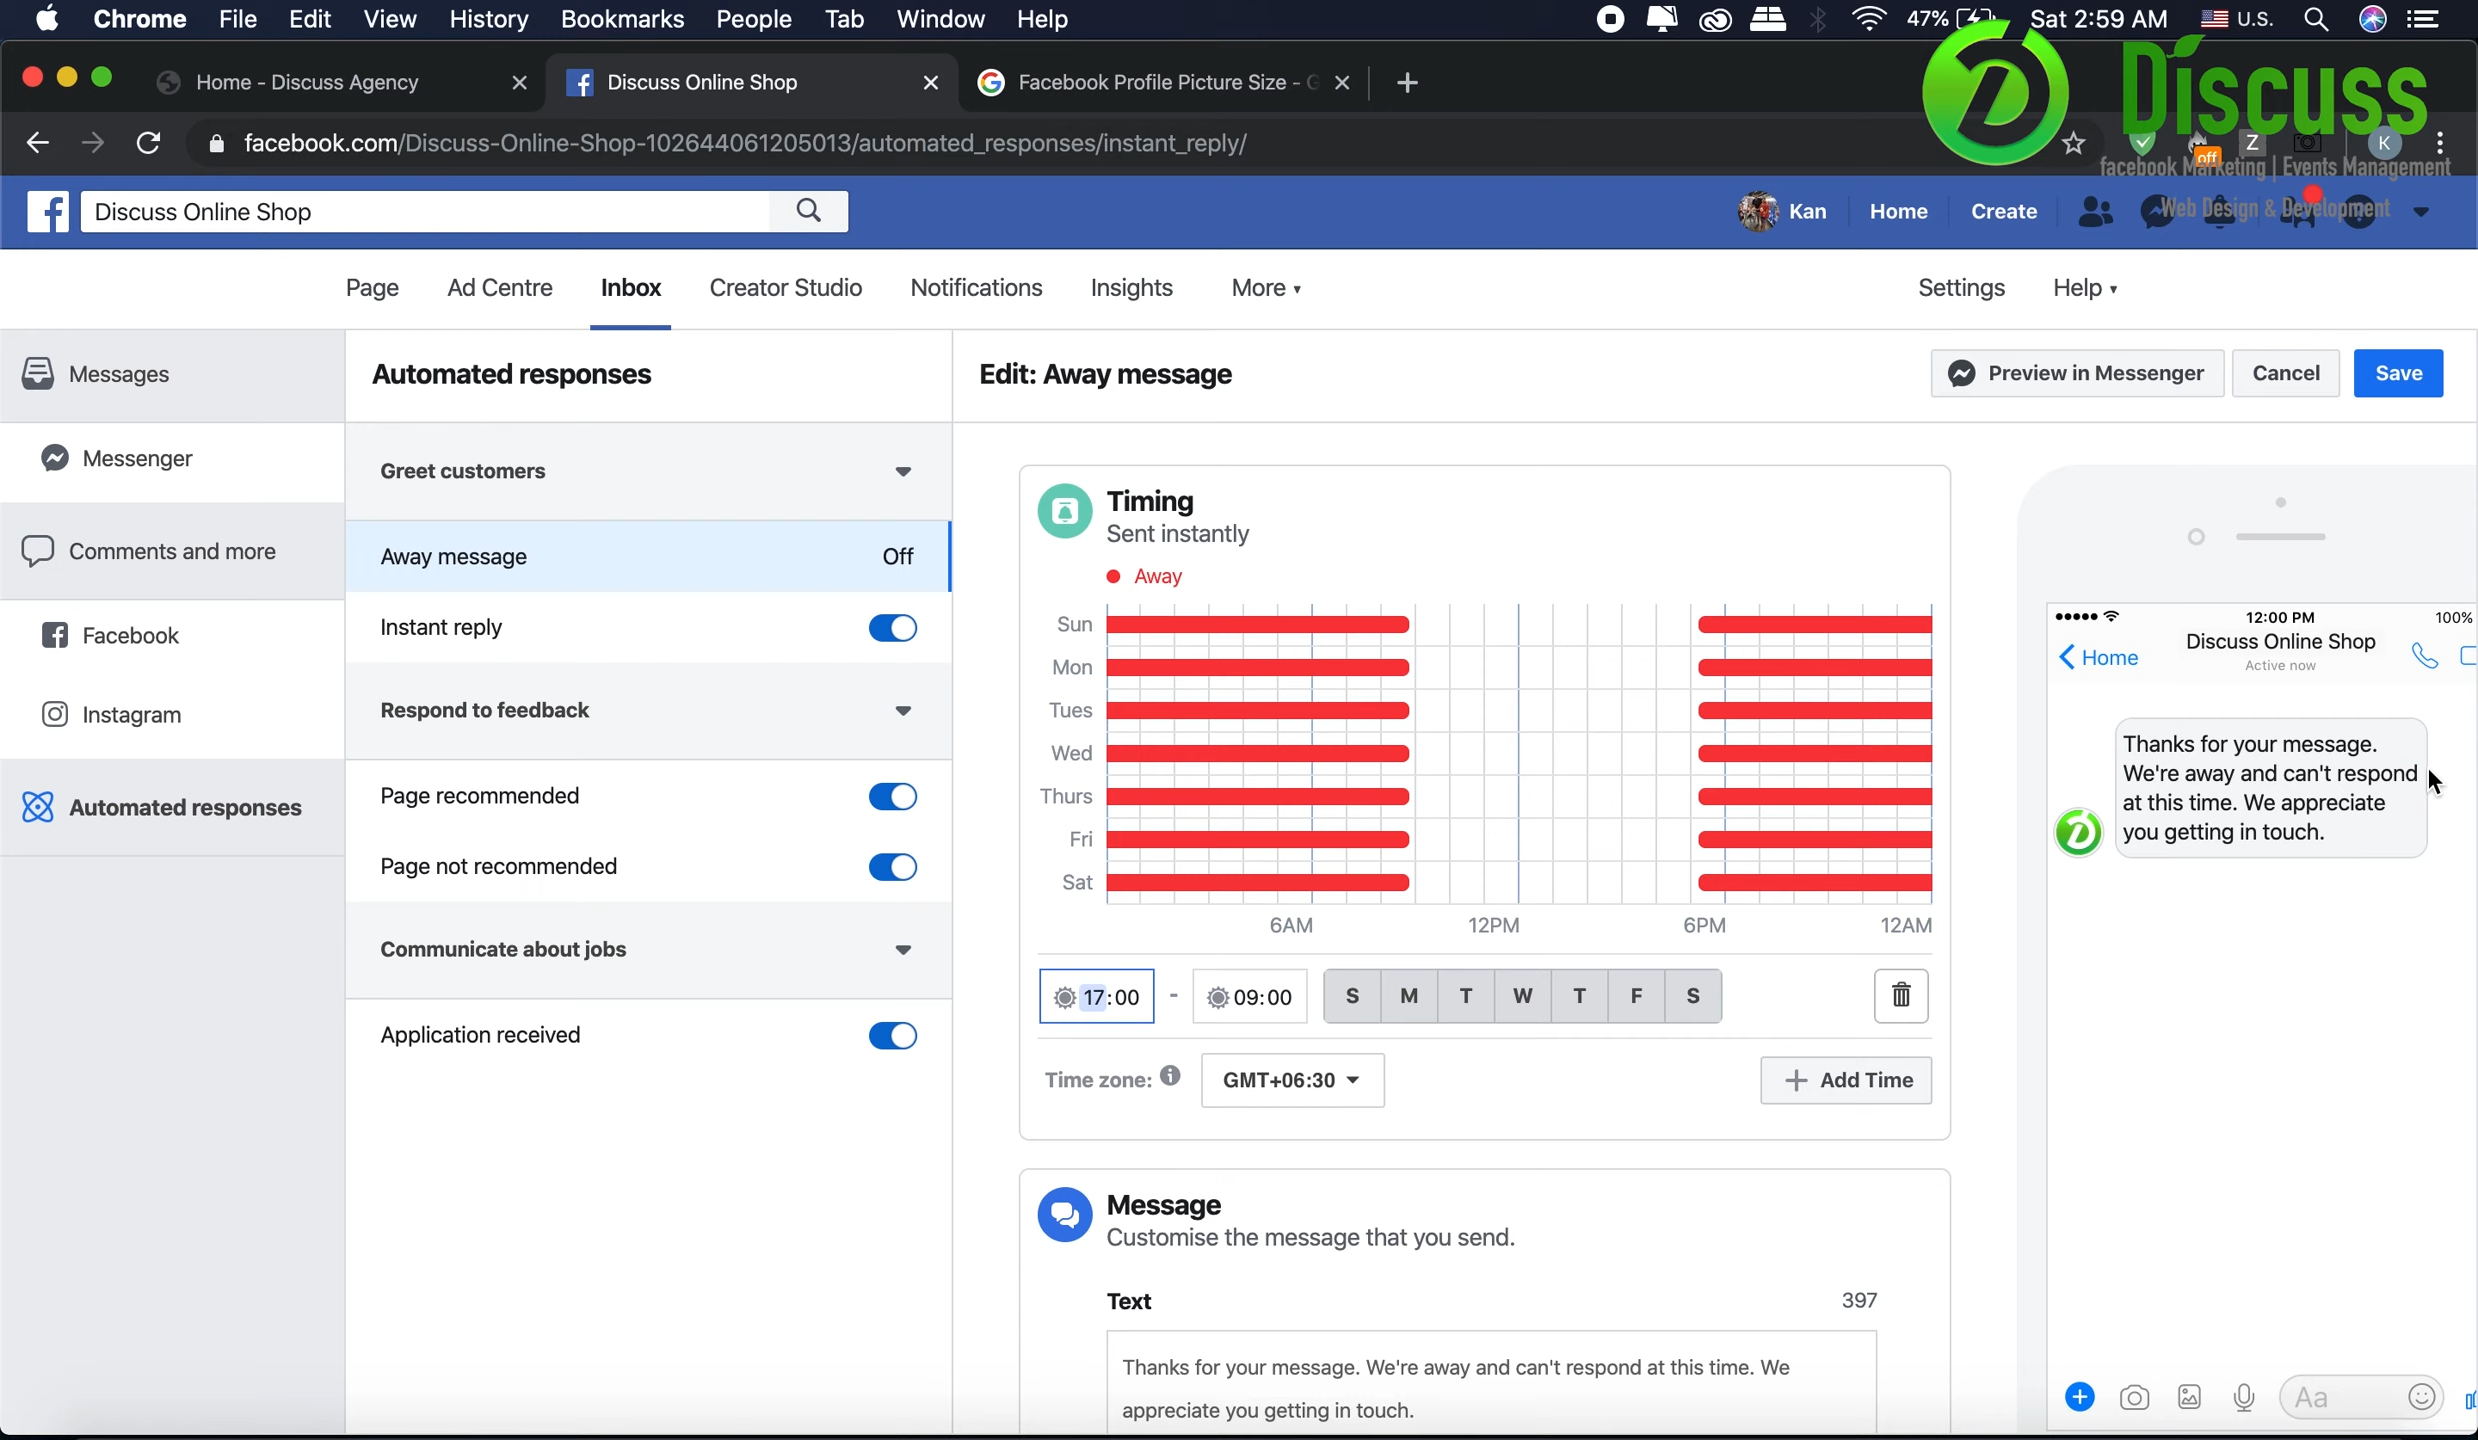 Chrome File Edit View History Bookmarks People Tab Window Help 47% Sat 2:59 AM U.S.
Home - Discuss Agency
Discuss Online Shop
Facebook Profile Picture Size - G
Discuss
facebook.com/Discuss-Online-Shop-102644061205013/automated_responses/instant_reply/
off Z K
facebook Marketing | Events Management
Web Design & Development
Discuss Online Shop
Kan Home Create
Page Ad Centre Inbox Creator Studio Notifications Insights More Settings Help
Messages
Messenger
Comments and more
Facebook
Instagram
Automated responses
Automated responses
Greet customers
Away message Off
Instant reply
Respond to feedback
Page recommended
Page not recommended
Communicate about jobs
Application received
Edit: Away message
Preview in Messenger Cancel Save
Timing
Sent instantly
Away
Sun
Mon
Tues
Wed
Thurs
Fri
Sat
6AM 12PM 6PM 12AM
17:00 - 09:00 S M T W T F S
Time zone: GMT+06:30 Add Time
Message
Customise the message that you send.
Text 397
Thanks for your message. We're away and can't respond at this time. We
appreciate you getting in touch.
12:00 PM 100%
Home Discuss Online Shop
Active now
Thanks for your message.
We're away and can't respond
at this time. We appreciate
you getting in touch.
Aa